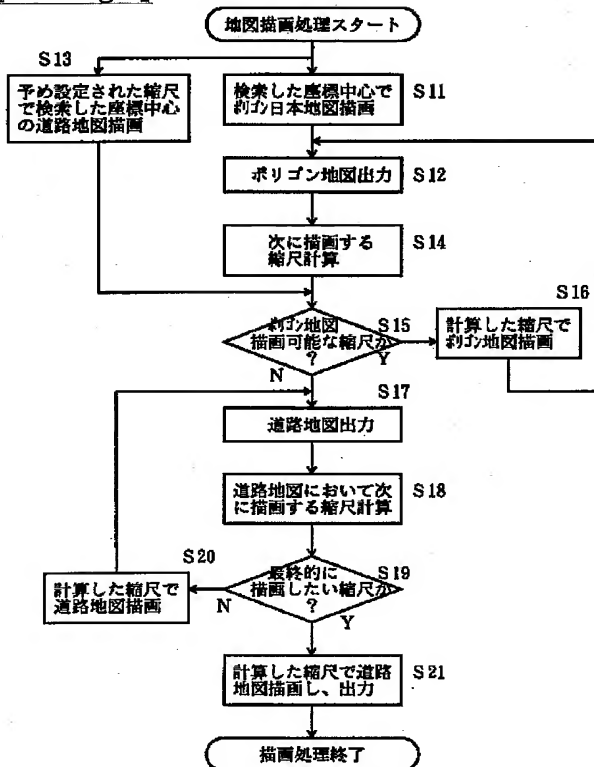 地図描画処理スタート
S13
予め設定された縮尺
で検索した座標中心
の道路地図描画
検索した座標中心で
ポリゴン日本地図描画
S11
ポリゴン地図出力
S12
次に描画する
縮尺計算
S14
ポリゴン地図
描画可能な縮尺か
?
S15
N
Y
S16
計算した縮尺で
ポリゴン地図描画
S17
道路地図出力
道路地図において次
に描画する縮尺計算
S18
最終的に
描画したい縮尺か
?
S19
N
Y
S20
計算した縮尺で
道路地図描画
計算した縮尺で道路
地図描画し、出力
S21
描画処理終了